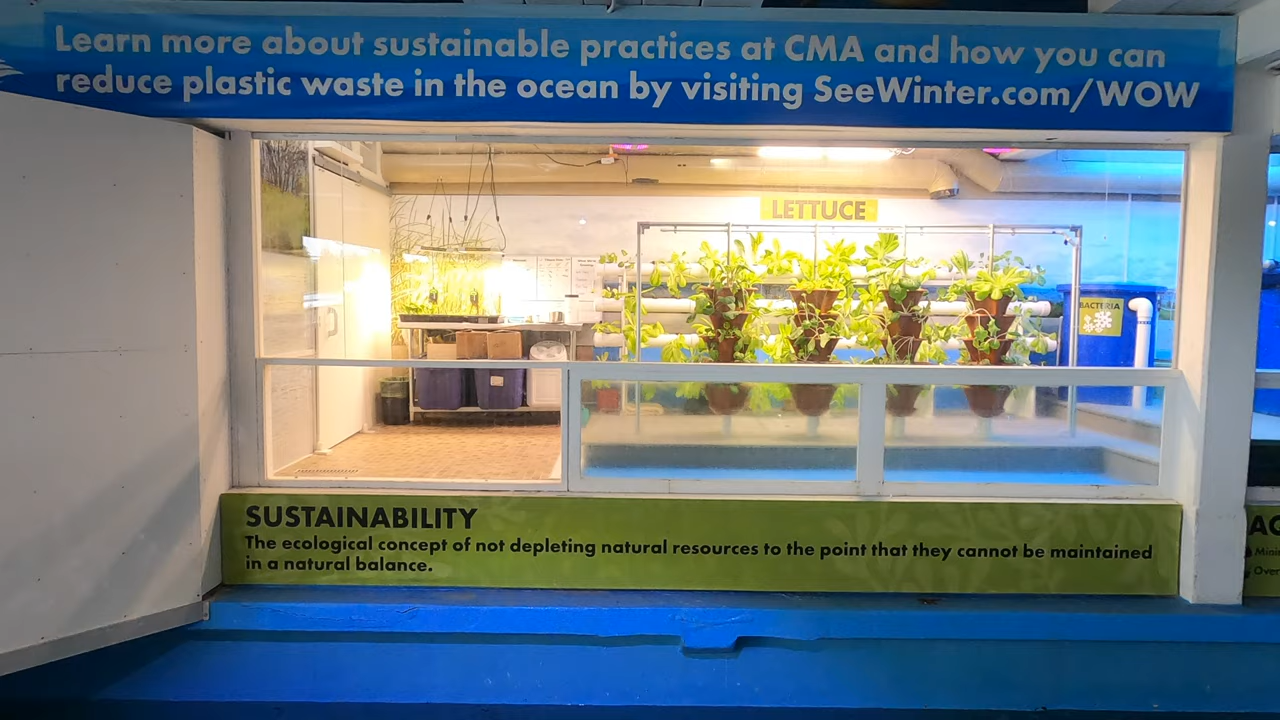 Learn more about sustainable practices at CMA and how you can
reduce plastic waste in the ocean by visiting SeeWinter.com/WOW
LETTUCE
BACTERIA
SUSTAINABILITY
The ecological concept of not depleting natural resources to the point that they cannot be maintained
in a natural balance.
Over